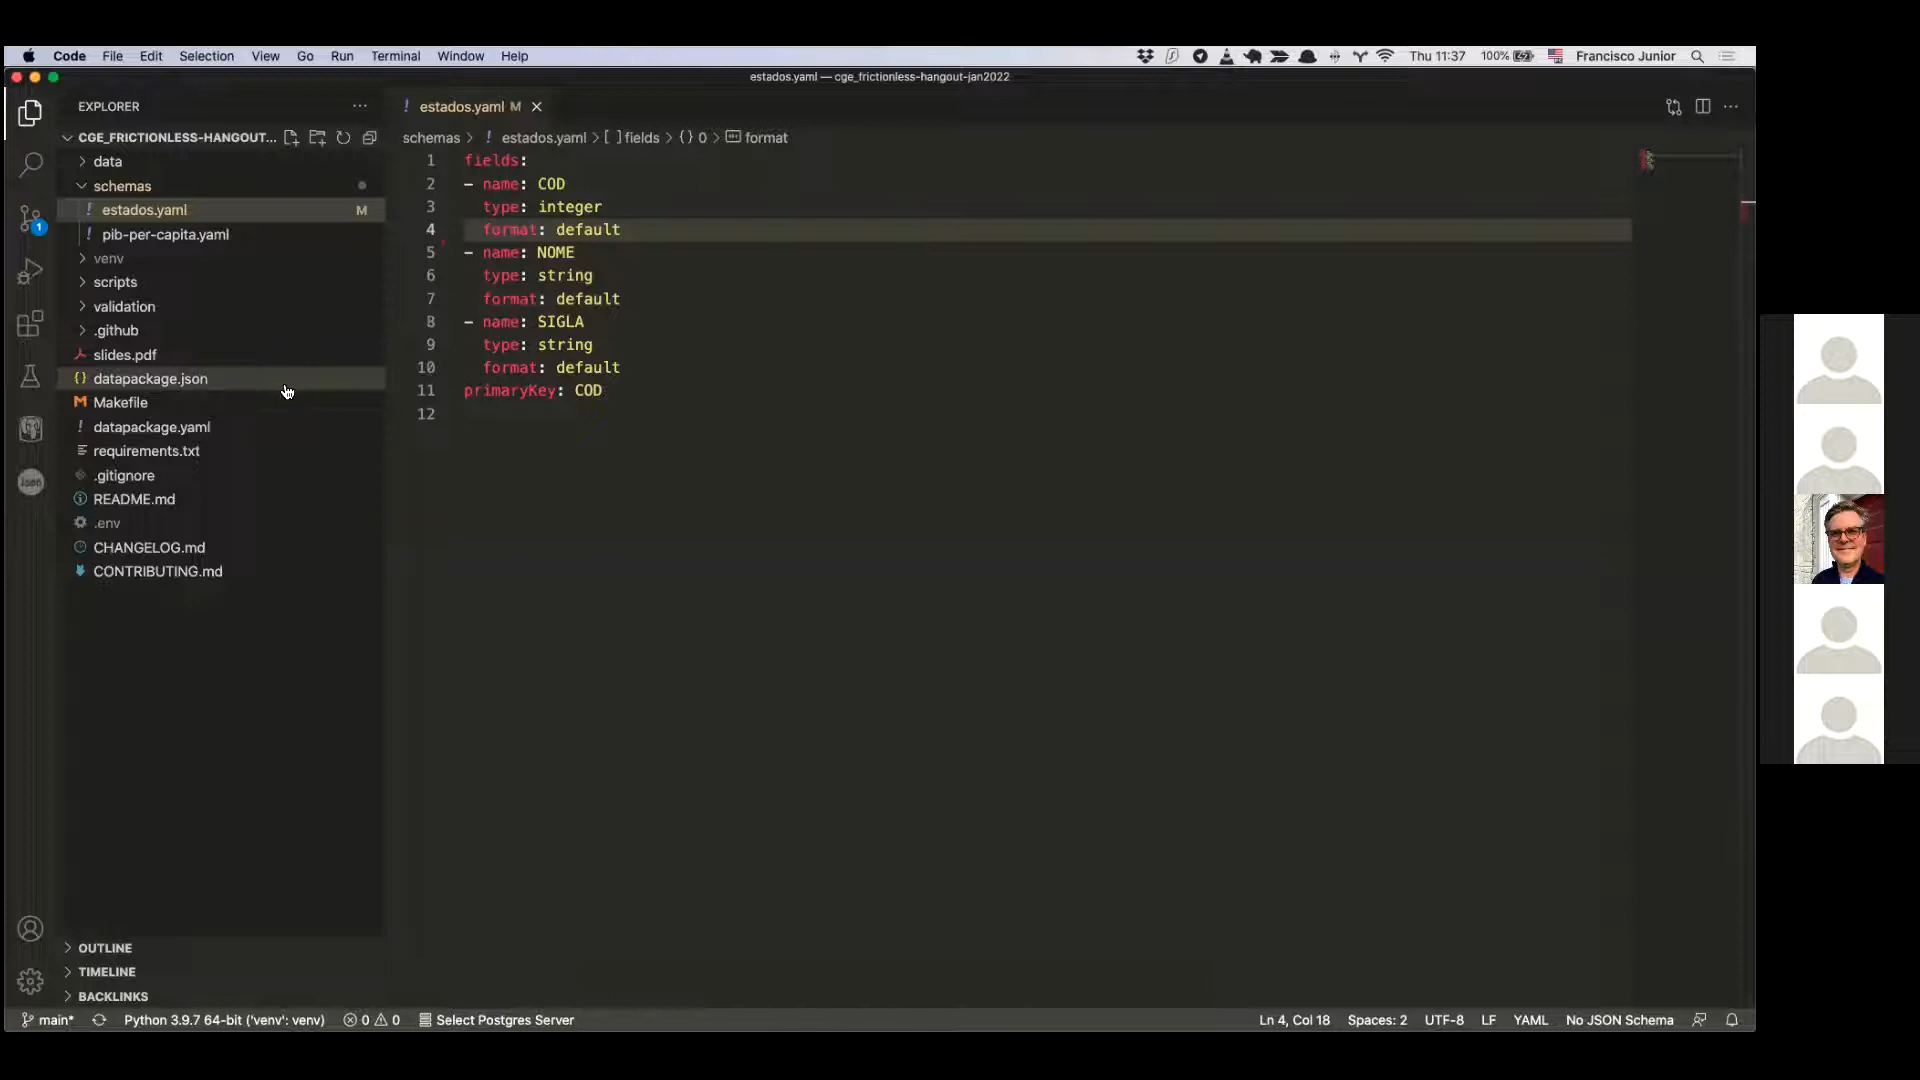 Code File Edit Selection View Go Run Terminal Window Help Thu 11:37 100% Francisco Junior
estados.yaml — cge_frictionless-hangout-jan2022
EXPLORER
CGE_FRICTIONLESS-HANGOUT...
data
schemas
! estados.yaml M
! pib-per-capita.yaml
venv
scripts
validation
.github
slides.pdf
{} datapackage.json
Makefile
! datapackage.yaml
requirements.txt
.gitignore
README.md
.env
CHANGELOG.md
CONTRIBUTING.md
OUTLINE
TIMELINE
BACKLINKS
1
! estados.yaml M
schemas > ! estados.yaml > [ ] fields > {} 0 > format
1 fields:
2 - name: COD
3 type: integer
4 format: default
5 - name: NOME
6 type: string
7 format: default
8 - name: SIGLA
9 type: string
10 format: default
11 primaryKey: COD
12
main* Python 3.9.7 64-bit ('venv': venv) 0 0 Select Postgres Server Ln 4, Col 18 Spaces: 2 UTF-8 LF YAML No JSON Schema